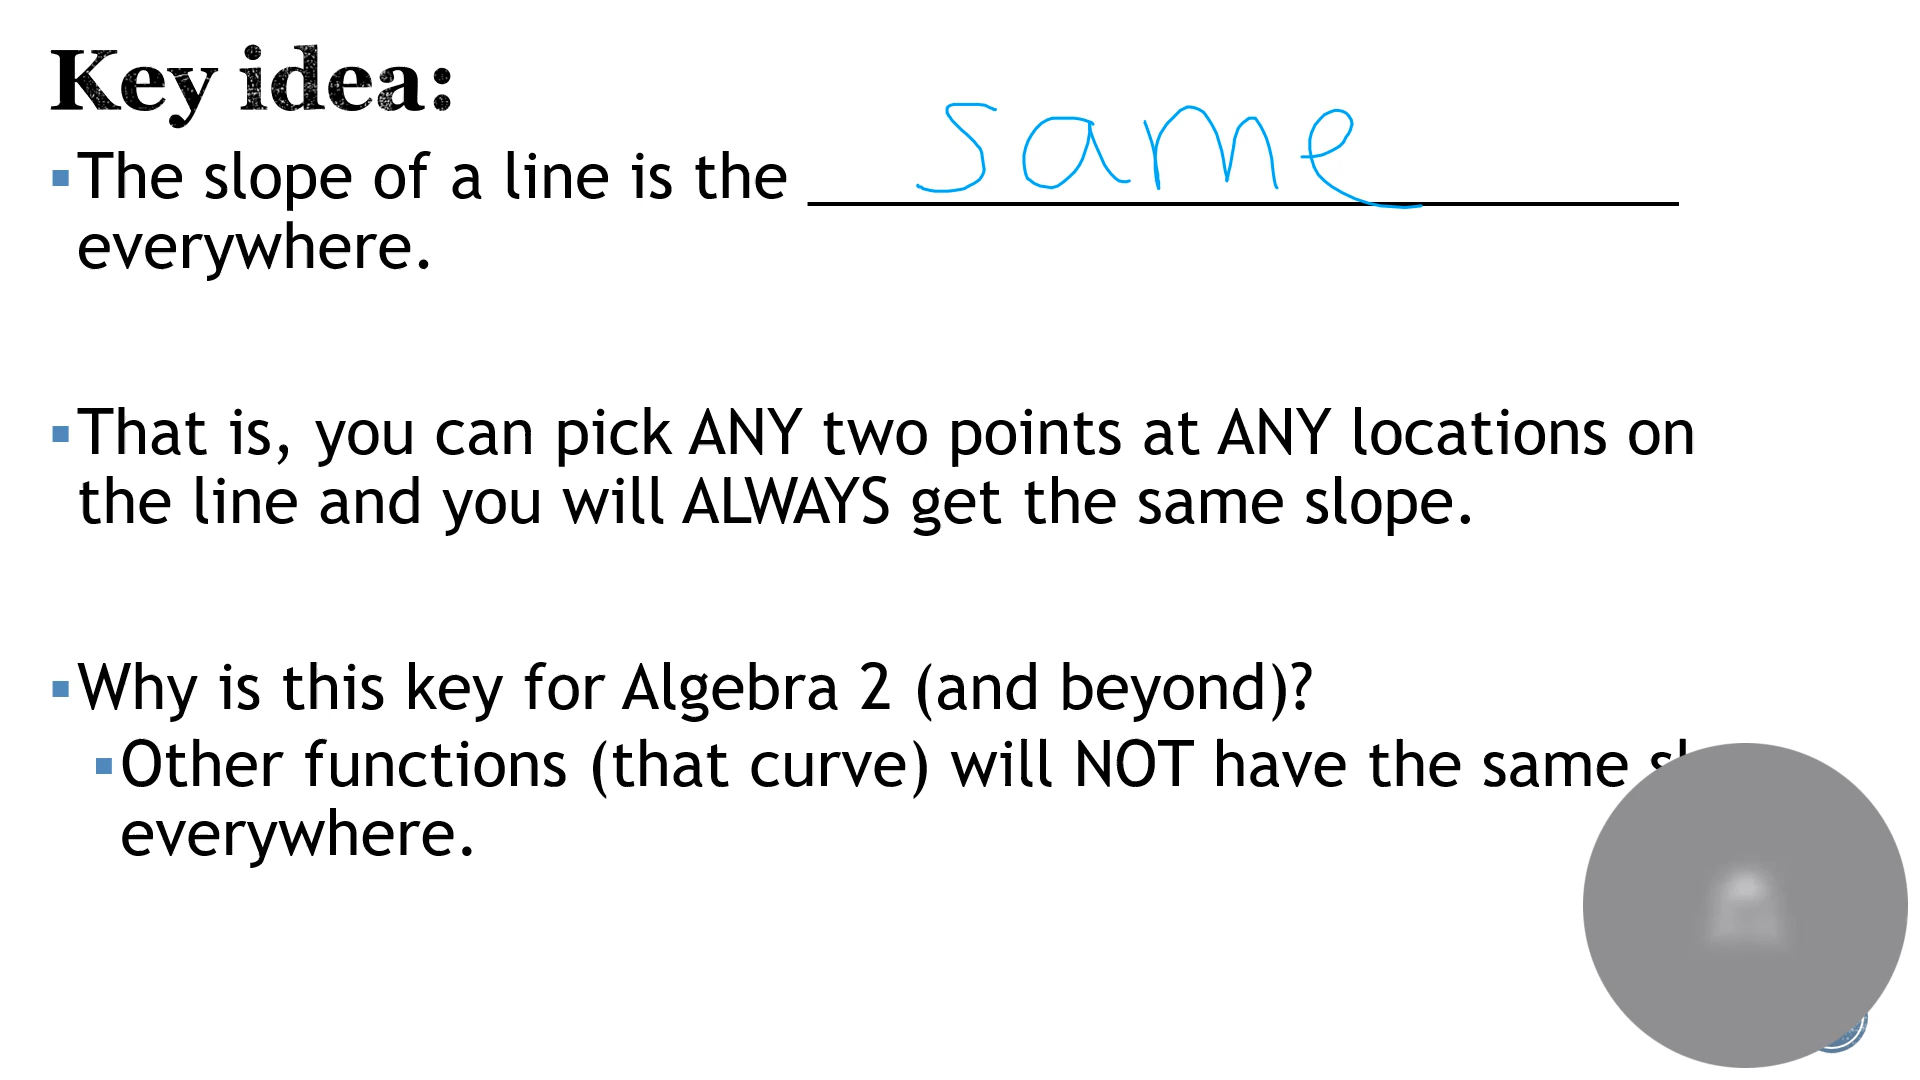 Key idea:
The slope of a line is the same
everywhere.
That is, you can pick ANY two points at ANY locations on
the line and you will ALWAYS get the same slope.
Why is this key for Algebra 2 (and beyond)?
Other functions (that curve) will NOT have the same
everywhere.